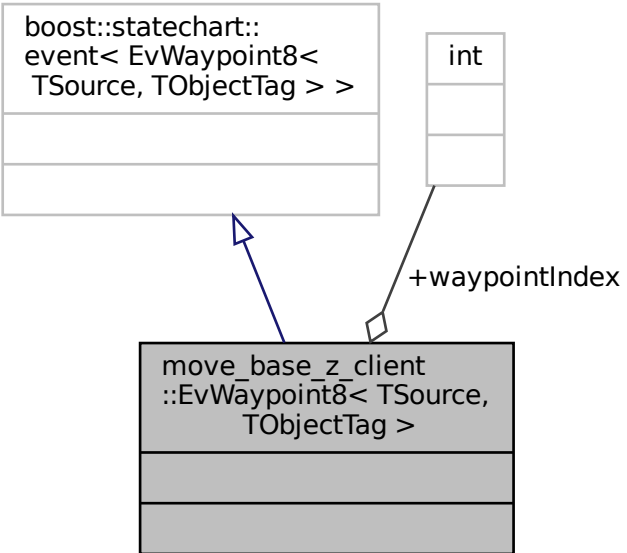 boost::statechart::
event< EvWaypoint8<
TSource, TObjectTag > >
int
+waypointIndex
move_base_z_client
::EvWaypoint8< TSource,
TObjectTag >